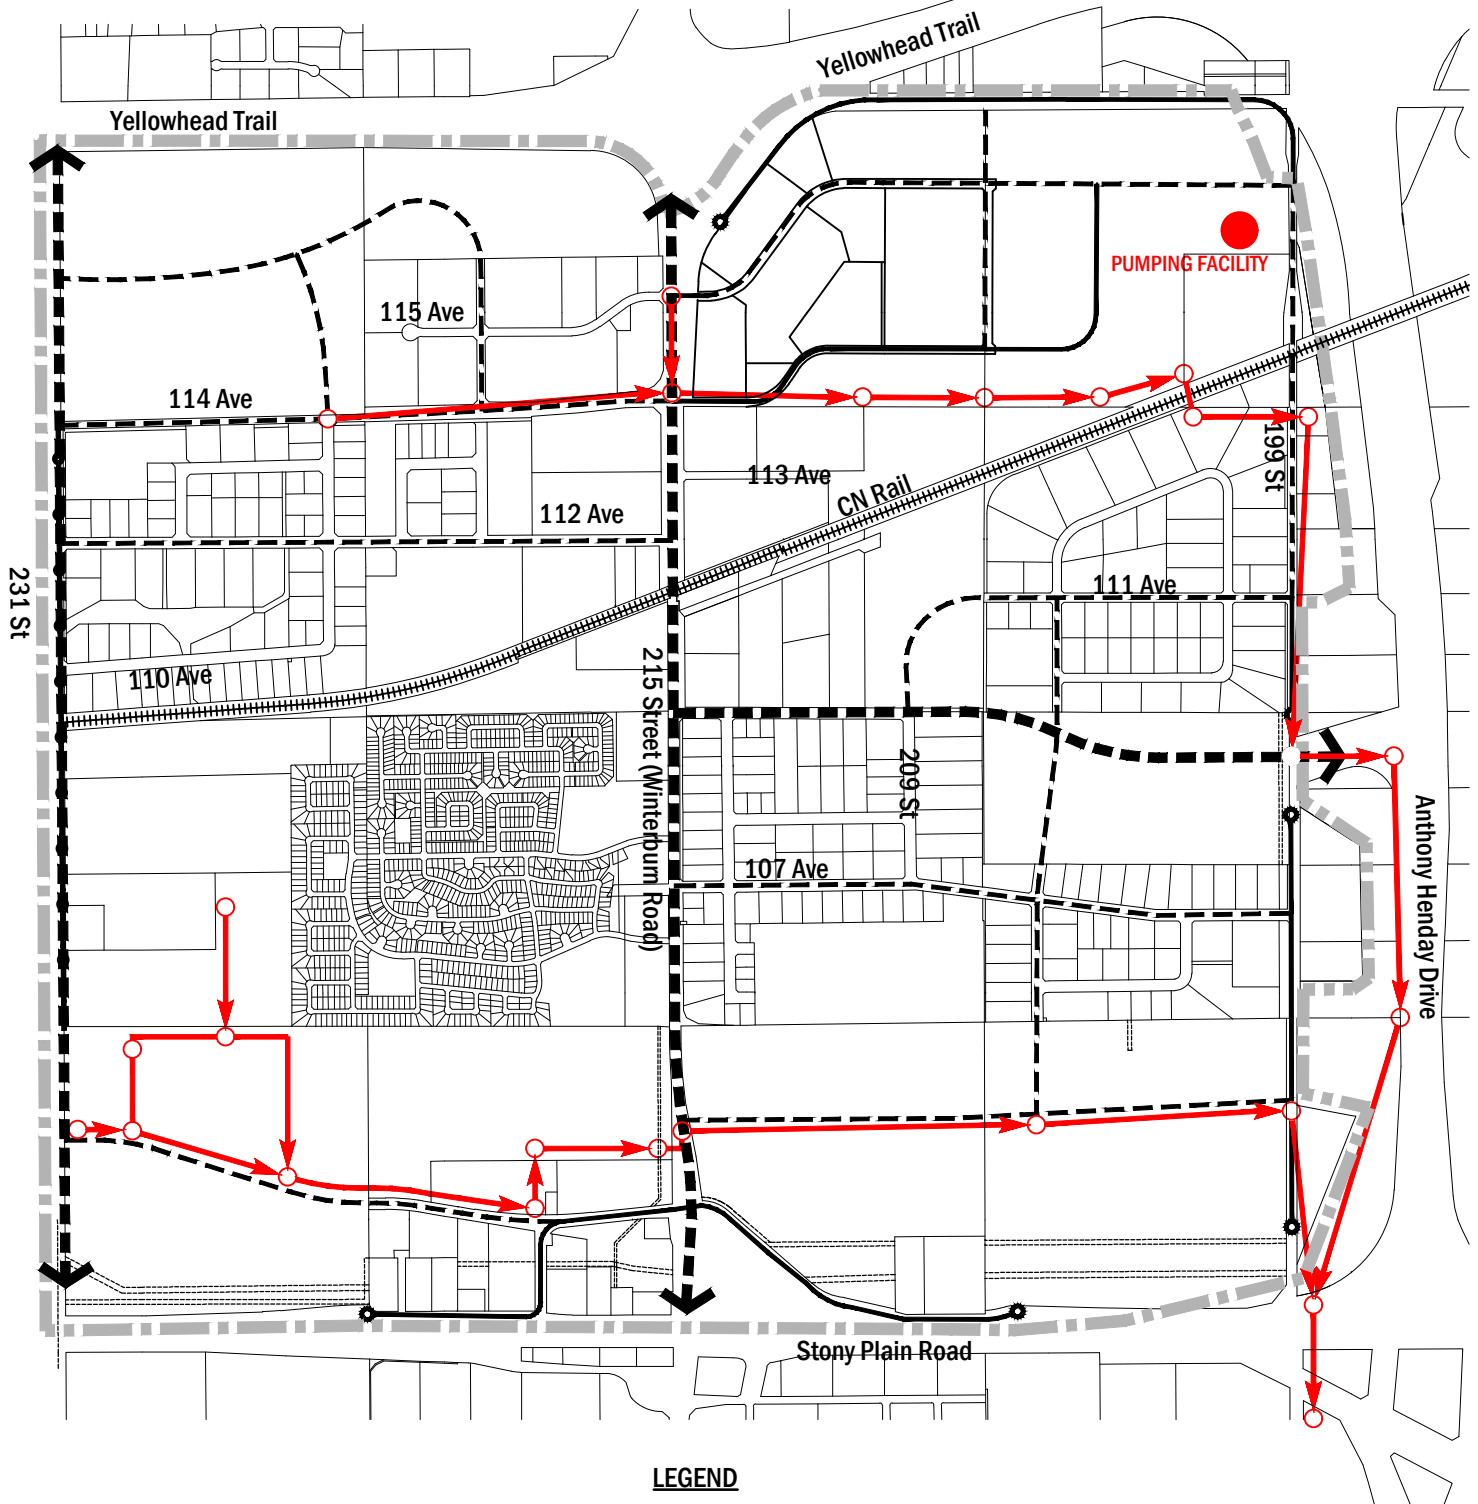 Yellowhead Trail
Yellowhead Trail
PUMPING FACILITY
115 Ave
114 Ave
199 St
113 Ave
CN Rail
112 Ave
231 St
111 Ave
110 Ave
215 Street (Winterburn Road)
209 St
Anthony Henday Drive
107 Ave
Stony Plain Road
LEGEND